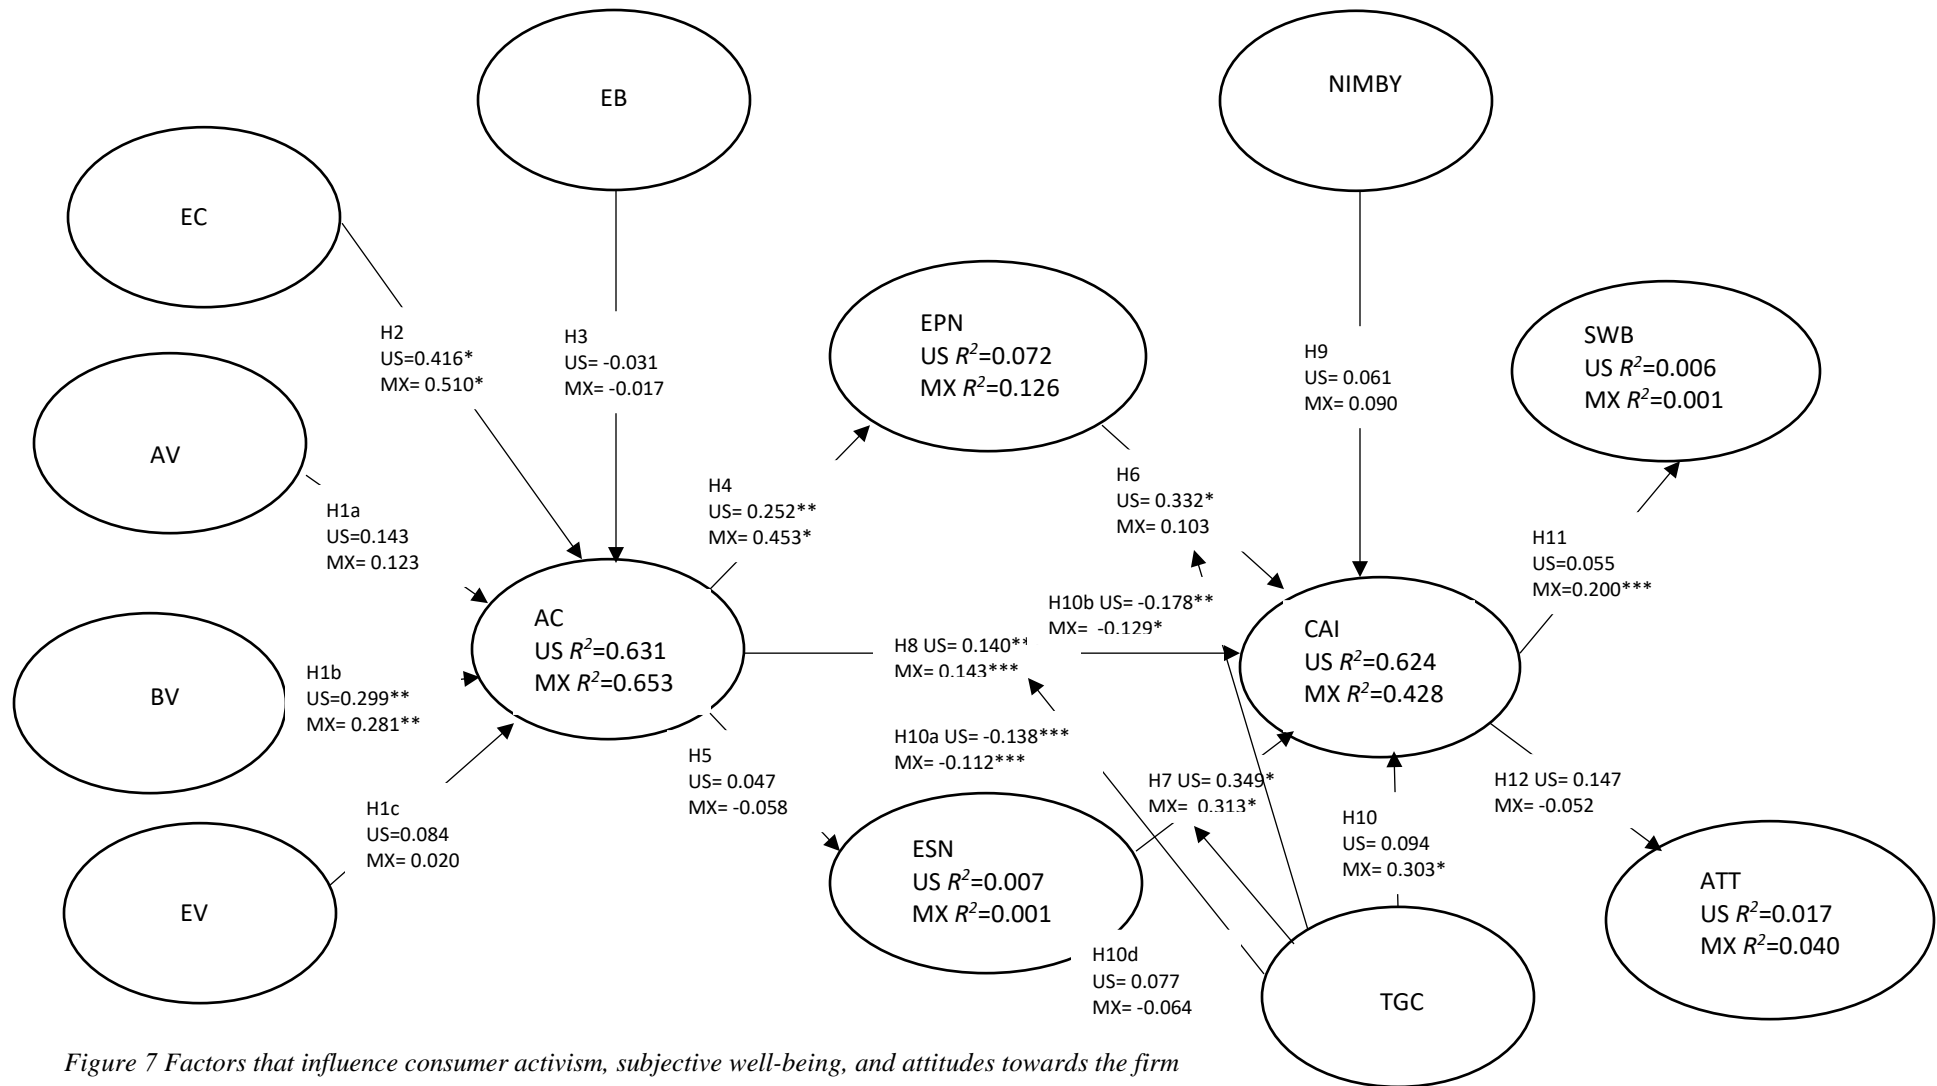 EB
NIMBY
EC
H2
US=0.416*
MX= 0.510*
H3
US= -0.031
MX= -0.017
EPN
US R²=0.072
MX R²=0.126
H9
US= 0.061
MX= 0.090
SWB
US R²=0.006
MX R²=0.001
AV
H1a
US=0.143
MX= 0.123
H4
US= 0.252**
MX= 0.453*
H6
US= 0.332*
MX= 0.103
H11
US=0.055
MX=0.200***
AC
US R²=0.631
MX R²=0.653
H10b US= -0.178**
MX= -0.129*
H8 US= 0.140**
MX= 0.143***
CAI
US R²=0.624
MX R²=0.428
BV
H1b
US=0.299**
MX= 0.281**
H10a US= -0.138***
MX= -0.112***
H5
US= 0.047
MX= -0.058
H7 US= 0.349*
MX= 0.313*
H12 US= 0.147
MX= -0.052
H1c
US=0.084
MX= 0.020
H10
US= 0.094
MX= 0.303*
EV
ESN
US R²=0.007
MX R²=0.001
ATT
US R²=0.017
MX R²=0.040
H10d
US= 0.077
MX= -0.064
TGC
Figure 7 Factors that influence consumer activism, subjective well-being, and attitudes towards the firm